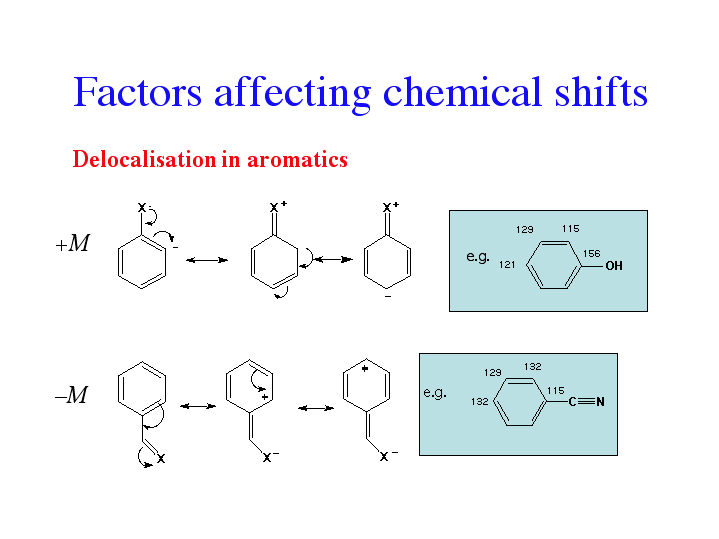 Factors affecting chemical shifts
Delocalisation in aromatics
+M
X:
-
X+
X+
-
e.g.
129
115
156
121
OH
–M
X
+
X–
+
X–
e.g.
129
132
132
115
C
N